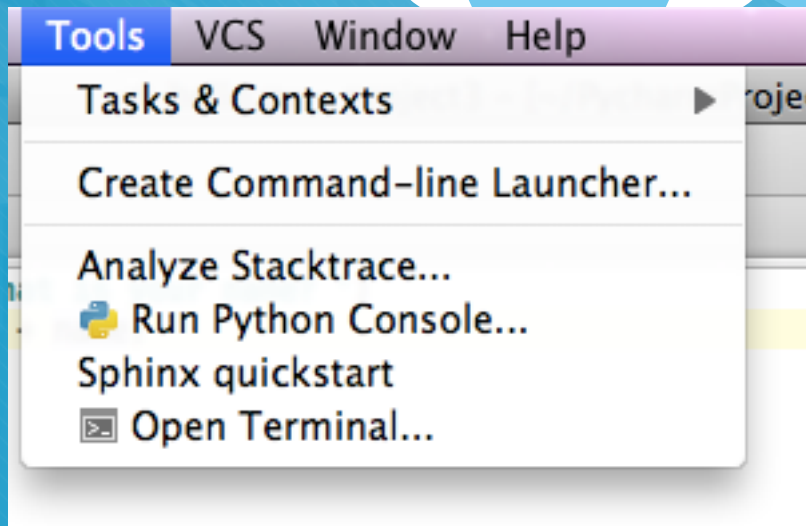 Tools VCS Window Help
Tasks & Contexts
Create Command-line Launcher...
Analyze Stacktrace...
Run Python Console...
Sphinx quickstart
Open Terminal...